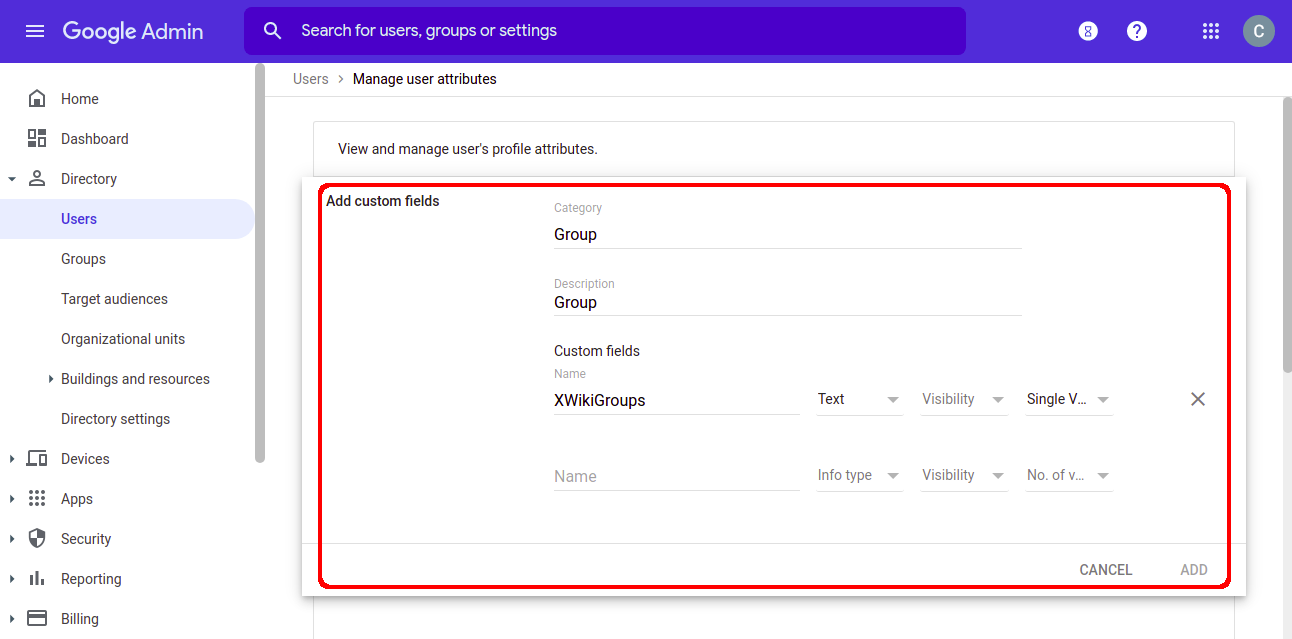 Google Admin
Search for users, groups or settings
C
Users > Manage user attributes
Home
Dashboard
Directory
Users
Groups
Target audiences
Organizational units
Buildings and resources
Directory settings
Devices
Apps
Security
Reporting
Billing
View and manage user's profile attributes.
Add custom fields
Category
Group
Description
Group
Custom fields
Name
XWikiGroups Text Visibility Single V...
Name Info type Visibility No. of v...
CANCEL ADD